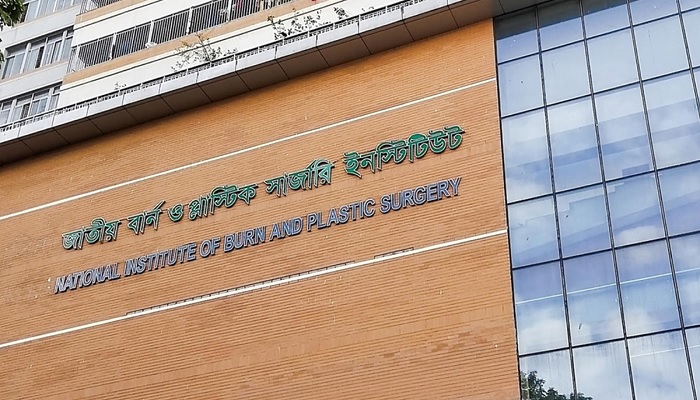 জাতীয় বার্ন ও প্লাস্টিক সার্জারি ইনস্টিটিউট
NATIONAL INSTITUTE OF BURN AND PLASTIC SURGERY